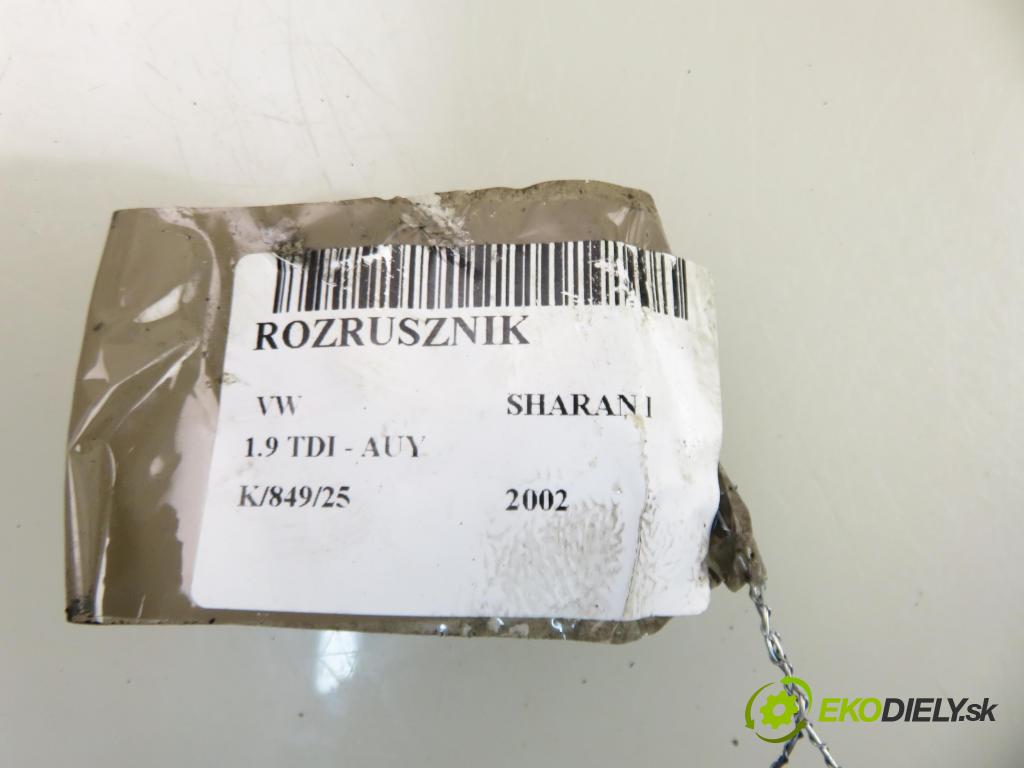 ROZRUSZNIK
VW SHARAN I
1.9 TDI - AUY
K/849/25 2002
EKODIELY.sk